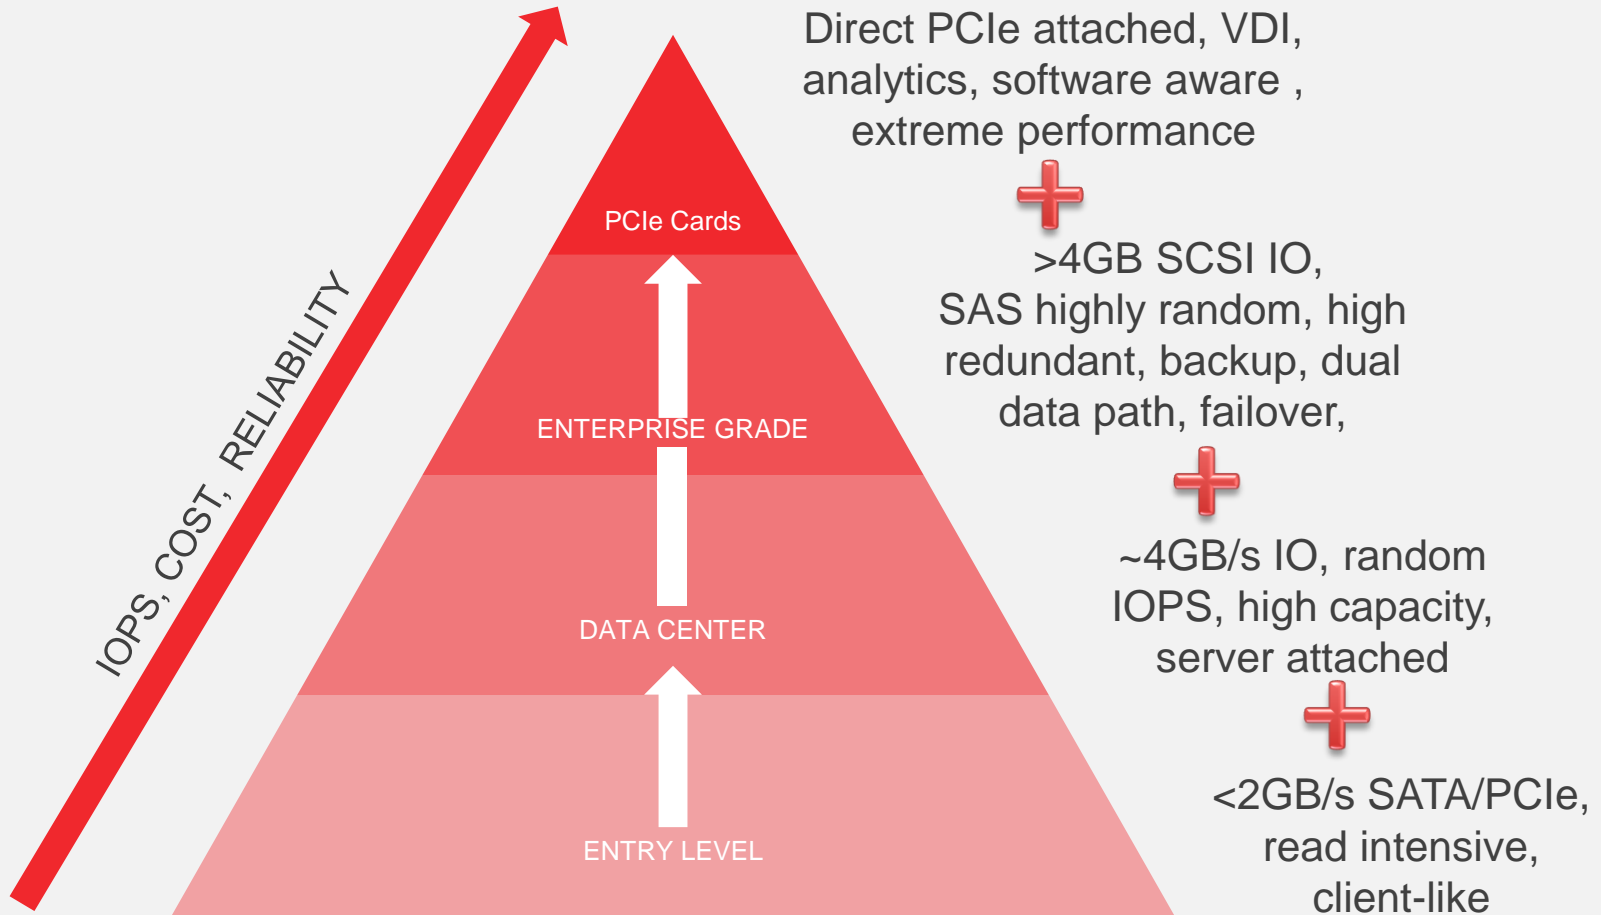 Direct PCIe attached, VDI,
analytics, software aware ,
extreme performance
PCIe Cards
>4GB SCSI IO,
SAS highly random, high
redundant, backup, dual
data path, failover,
ENTERPRISE GRADE
IOPS, COST, RELIABILITY
~4GB/s IO, random
IOPS, high capacity,
server attached
DATA CENTER
<2GB/s SATA/PCIe,
read intensive,
client-like
ENTRY LEVEL